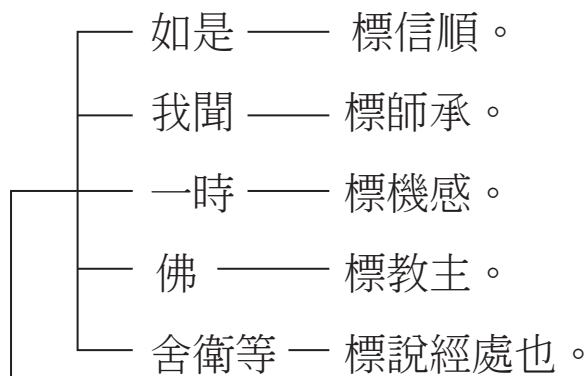 如是 標信順。
我聞 標師承。
一時 標機感。
佛 標教主。
舍衛等 標說經處也。